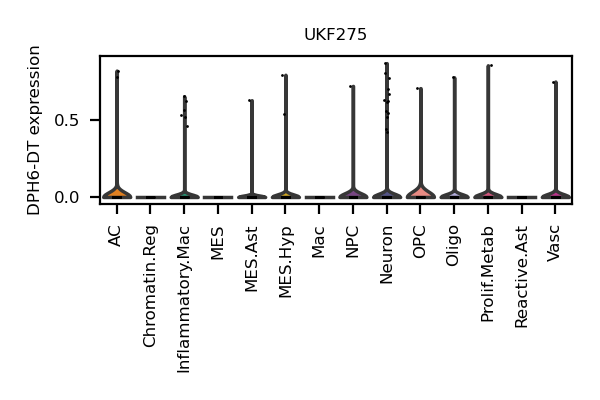 UKF275
DPH6-DT expression
0.5
0.0
AC
Chromatin.Reg
Inflammatory.Mac
MES
MES.Ast
MES.Hyp
Mac
NPC
Neuron
OPC
Oligo
Prolif.Metab
Reactive.Ast
Vasc